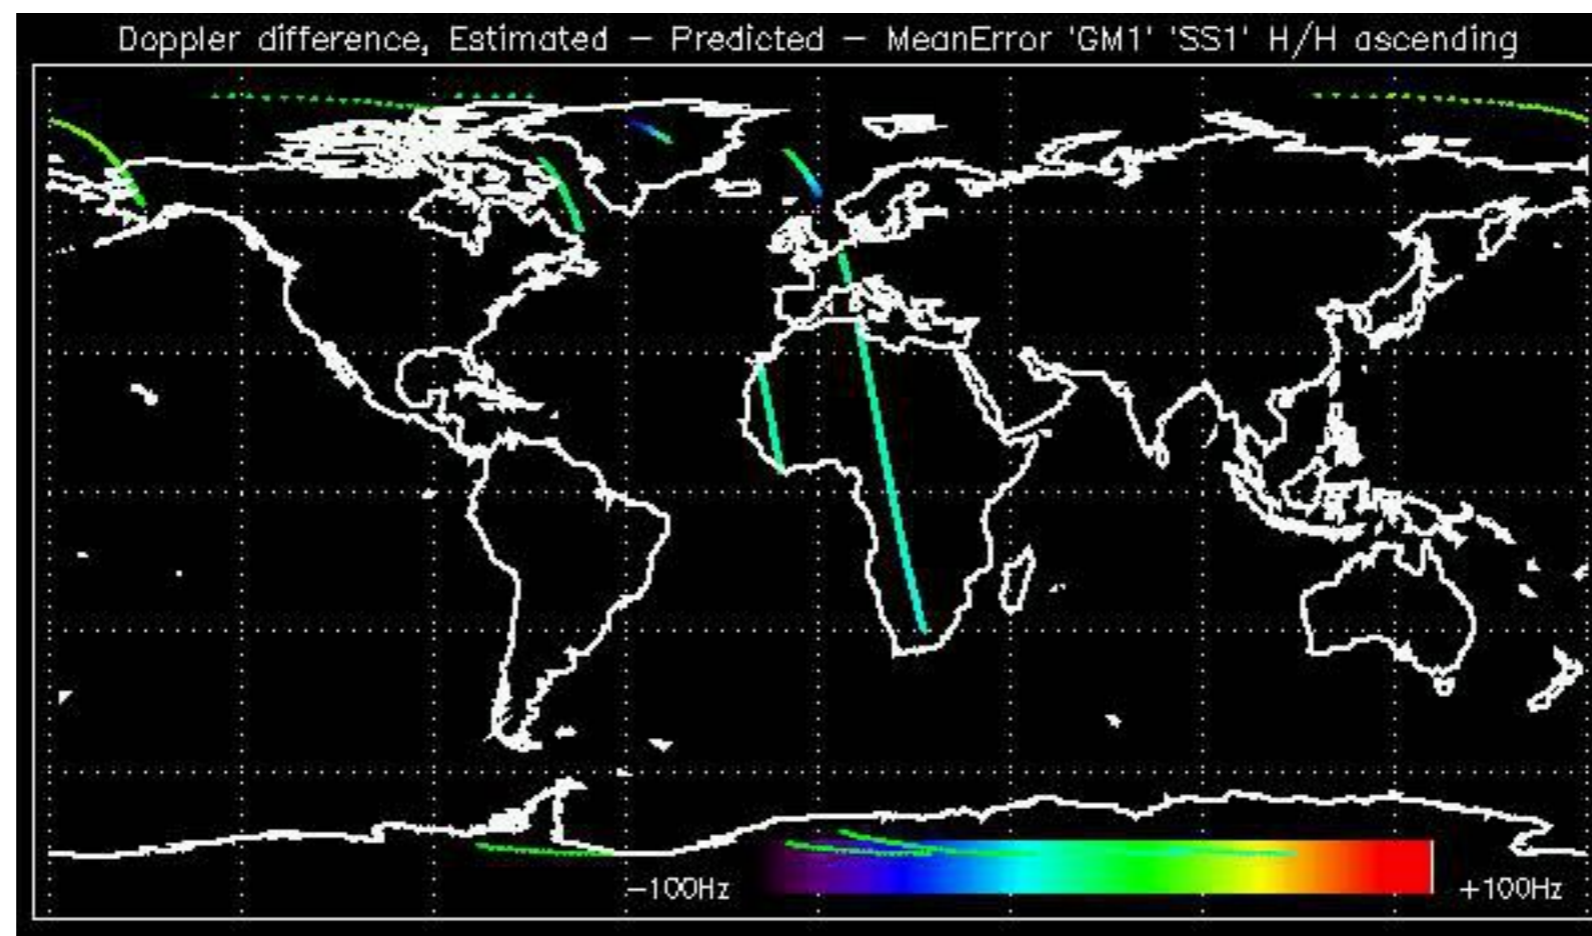 Doppler difference, Estimated – Predicted – MeanError 'GM1' 'SS1' H/H ascending
–100Hz
+100Hz